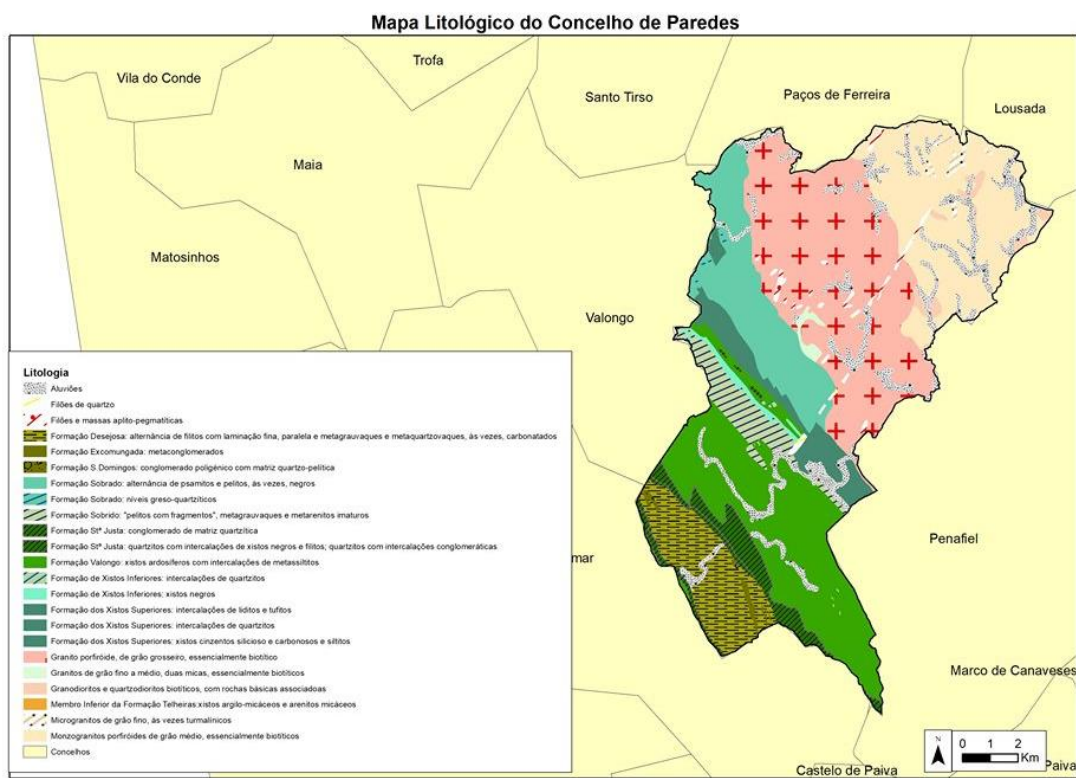 Mapa Litológico do Concelho de Paredes
Trofa
Vila do Conde
Santo Tirso
Paços de Ferreira
Lousada
Maia
Matosinhos
Valongo
Litologia
Aluviões
Filões de quartzo
Filões e massas aplito-pegmatíticas
Formação Desejosa: alternância de filitos com laminação fina, paralela e metagrauvaques e metaquartzovaques, às vezes, carbonatados
Formação Excomungada: metaconglomerados
Formação S.Domingos: conglomerado poligénico com matriz quartzo-pelítica
Formação Sobrado: alternância de psamitos e pelitos, às vezes, negros
Formação Sobrado: níveis greso-quartzíticos
Formação Sobrido: "pelitos com fragmentos", metagrauvaques e metarenitos imaturos
Formação Stª Justa: conglomerado de matriz quartzítica
Formação Stª Justa: quartzitos com intercalações de xistos negros e filitos; quartzitos com intercalações conglomeráticas
Formação Valongo: xistos ardosíferos com intercalações de metassiltitos
Formação de Xistos Inferiores: intercalações de quartzitos
Formação de Xistos Inferiores: xistos negros
Formação dos Xistos Superiores: intercalações de liditos e tufitos
Formação dos Xistos Superiores: intercalações de quartzitos
Formação dos Xistos Superiores: xistos cinzentos silicioso e carbonosos e siltitos
Granito porfiróide, de grão grosseiro, essencialmente biotítico
Granitos de grão fino a médio, duas micas, essencialmente biotíticos
Granodioritos e quartzodioritos biotíticos, com rochas básicas associadoas
Membro Inferior da Formação Telheiras:xistos argilo-micáceos e arenitos micáceos
Microgranitos de grão fino, às vezes turmalínicos
Monzogranitos porfiróides de grão médio, essencialmente biotíticos
Concelhos
mar
Penafiel
Marco de Canaveses
N
0 1 2
Km
Castelo de Paiva
Paiva